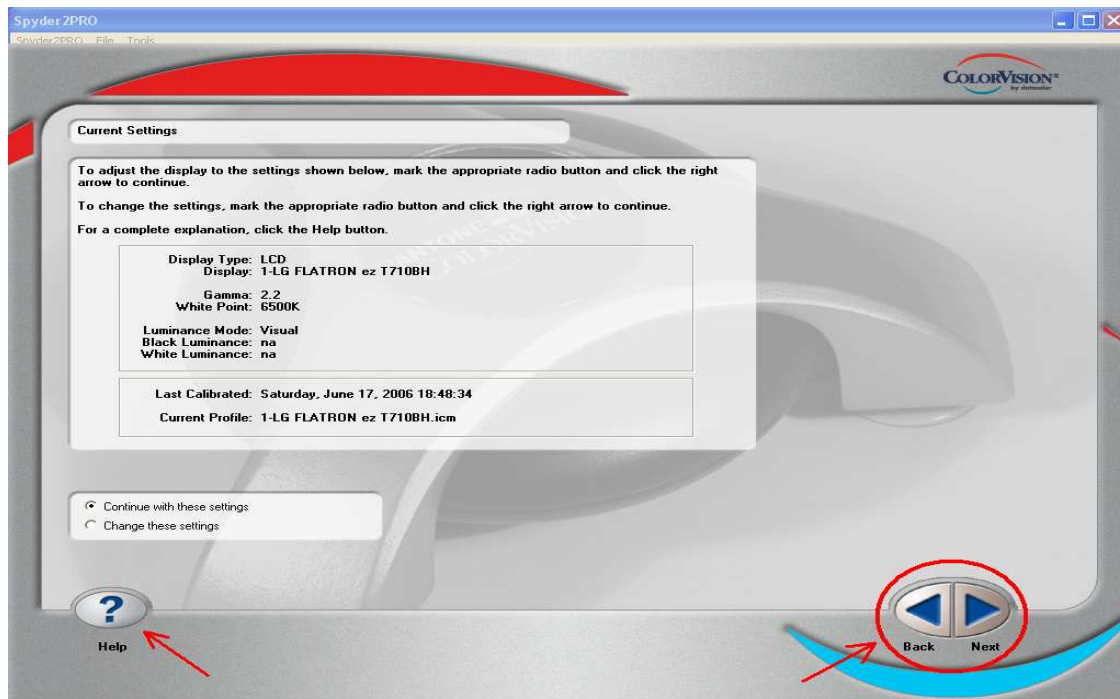 Spyder2PRO
Spyder2PRO File Tools
COLORVISION®
by datacolor
Current Settings
To adjust the display to the settings shown below, mark the appropriate radio button and click the right
arrow to continue.
To change the settings, mark the appropriate radio button and click the right arrow to continue.
For a complete explanation, click the Help button.
PANTONE
COLORVISION
Display Type: LCD
Display: 1-LG FLATRON ez T710BH
Gamma: 2.2
White Point: 6500K
Luminance Mode: Visual
Black Luminance: na
White Luminance: na
Last Calibrated: Saturday, June 17, 2006 18:48:34
Current Profile: 1-LG FLATRON ez T710BH.icm
Continue with these settings
Change these settings
?
Help
Back Next